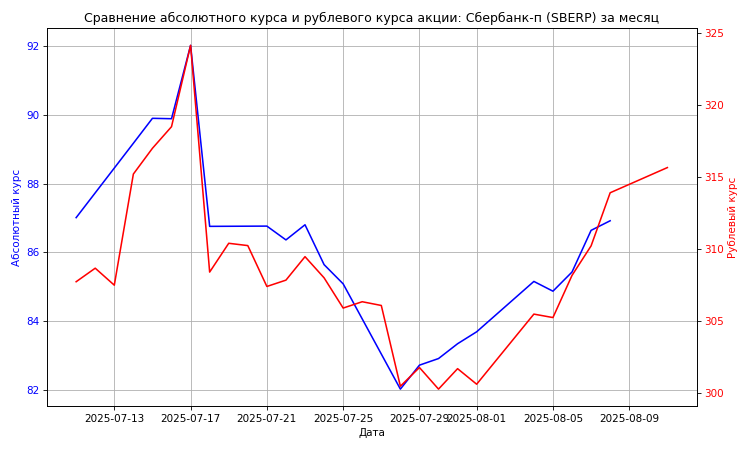 Сравнение абсолютного курса и рублевого курса акции: Сбербанк-п (SBERP) за месяц
92
90
88
86
84
82
Абсолютный курс
325
320
315
310
305
300
Рублевый курс
2025-07-13 2025-07-17 2025-07-21 2025-07-25 2025-07-29 2025-08-01 2025-08-05 2025-08-09
Дата